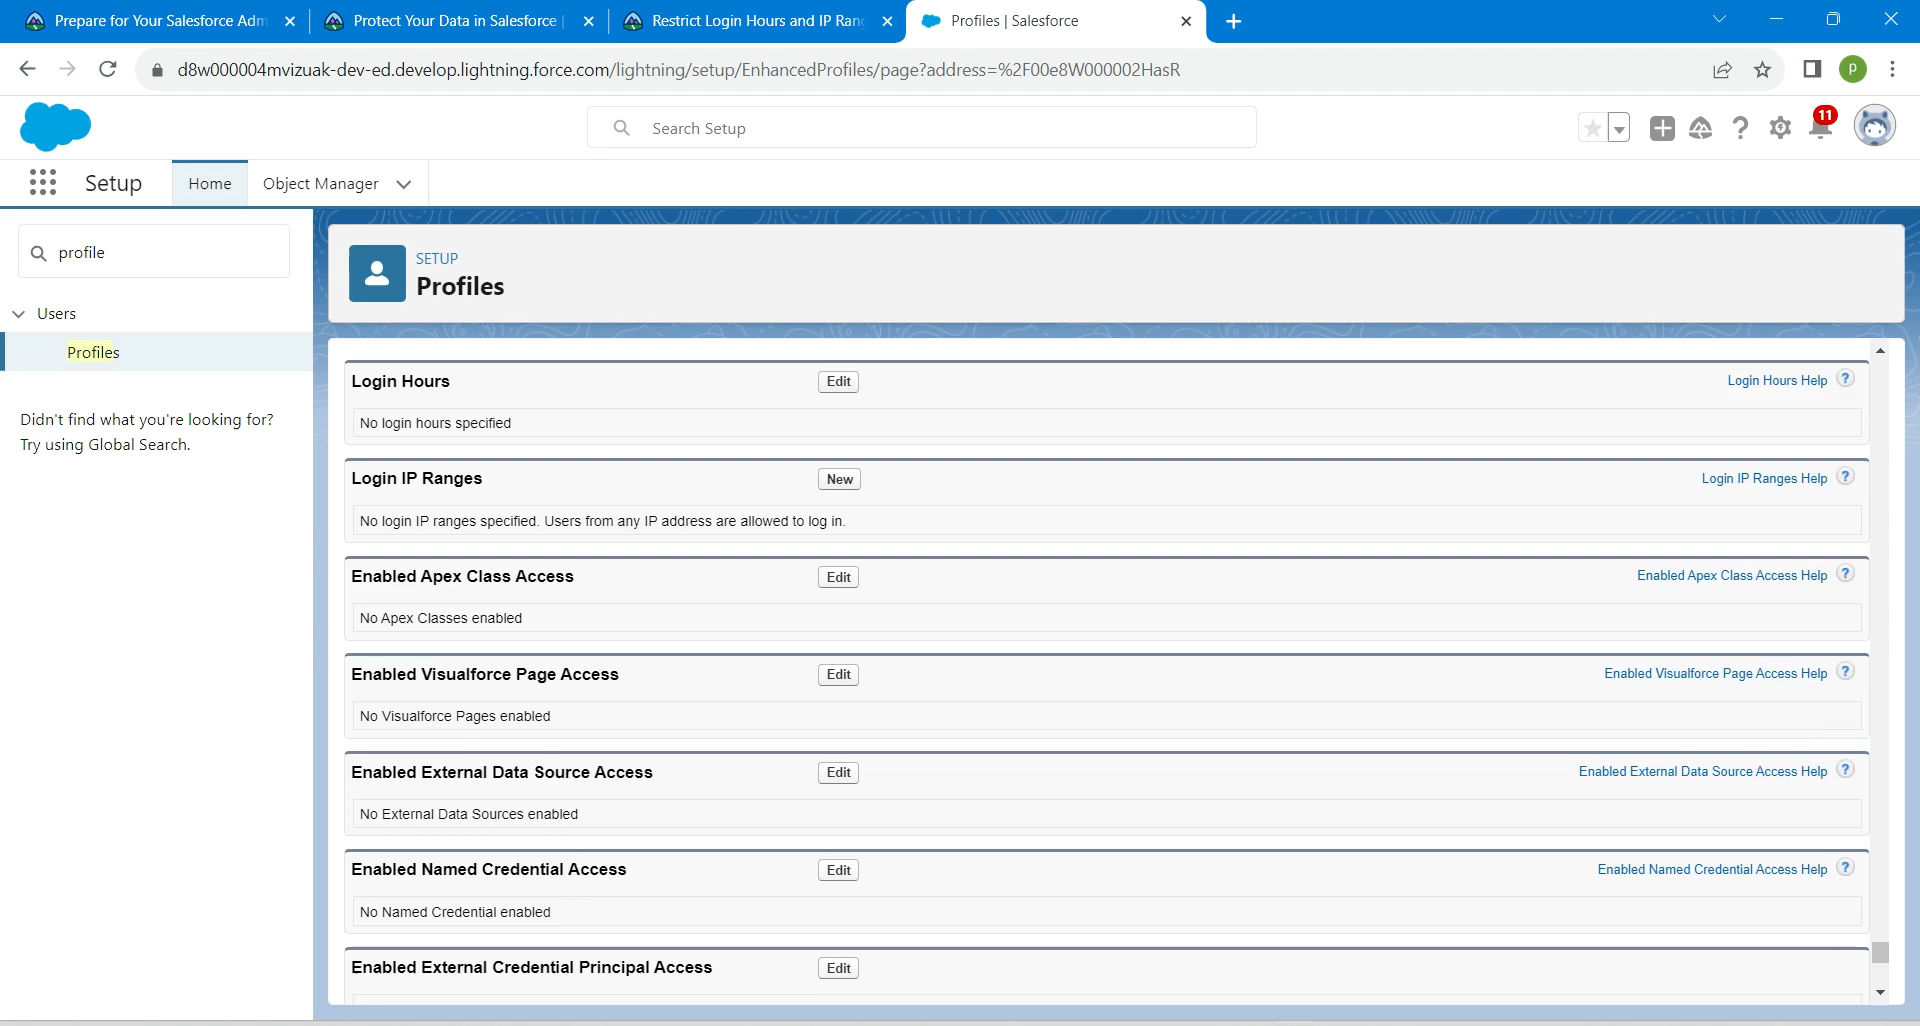 Prepare for Your Salesforce Adm
Protect Your Data in Salesforce |
Restrict Login Hours and IP Ran
Profiles | Salesforce
d8w000004mvizuak-dev-ed.develop.lightning.force.com/lightning/setup/EnhancedProfiles/page?address=%2F00e8W000002HasR
P
Search Setup
11
Setup
Home
Object Manager
profile
Users
Profiles
Didn't find what you're looking for?
Try using Global Search.
SETUP
Profiles
Login Hours
Edit
Login Hours Help ?
No login hours specified
Login IP Ranges
New
Login IP Ranges Help ?
No login IP ranges specified. Users from any IP address are allowed to log in.
Enabled Apex Class Access
Edit
Enabled Apex Class Access Help ?
No Apex Classes enabled
Enabled Visualforce Page Access
Edit
Enabled Visualforce Page Access Help ?
No Visualforce Pages enabled
Enabled External Data Source Access
Edit
Enabled External Data Source Access Help ?
No External Data Sources enabled
Enabled Named Credential Access
Edit
Enabled Named Credential Access Help ?
No Named Credential enabled
Enabled External Credential Principal Access
Edit